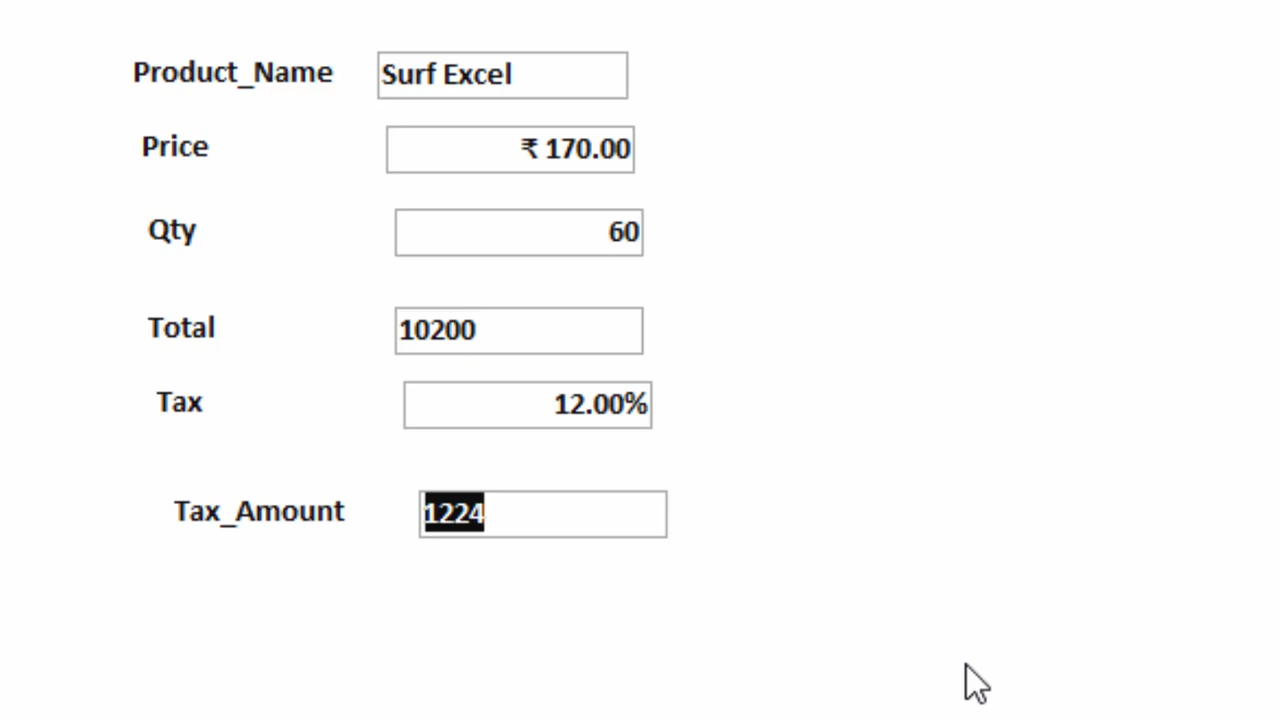 Product_Name Surf Excel
Price ₹ 170.00
Qty 60
Total 10200
Tax 12.00%
Tax_Amount 1224